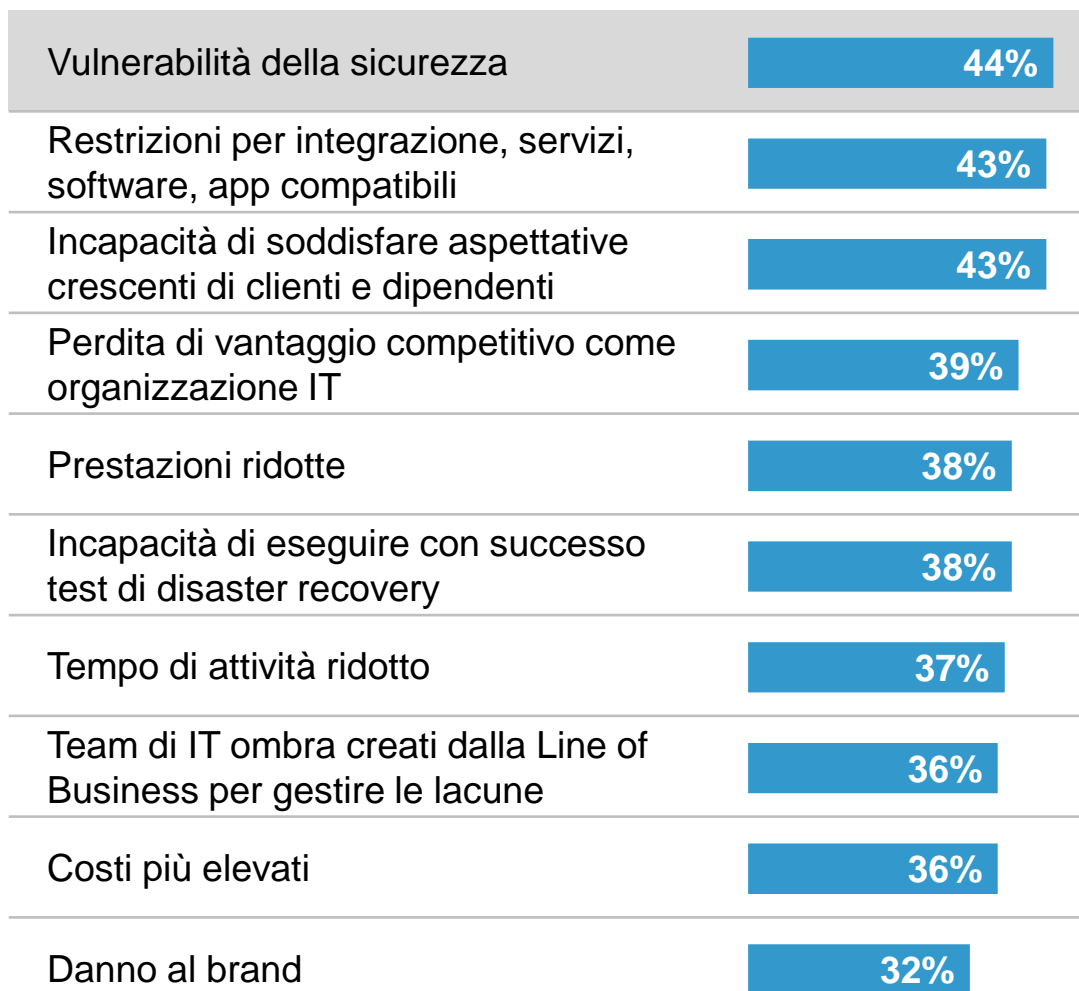 Vulnerabilità della sicurezza 44%
Restrizioni per integrazione, servizi,
software, app compatibili
43%
Incapacità di soddisfare aspettative
crescenti di clienti e dipendenti
43%
Perdita di vantaggio competitivo come
organizzazione IT
39%
Prestazioni ridotte 38%
Incapacità di eseguire con successo
test di disaster recovery
38%
Tempo di attività ridotto 37%
Team di IT ombra creati dalla Line of
Business per gestire le lacune
36%
Costi più elevati 36%
Danno al brand 32%